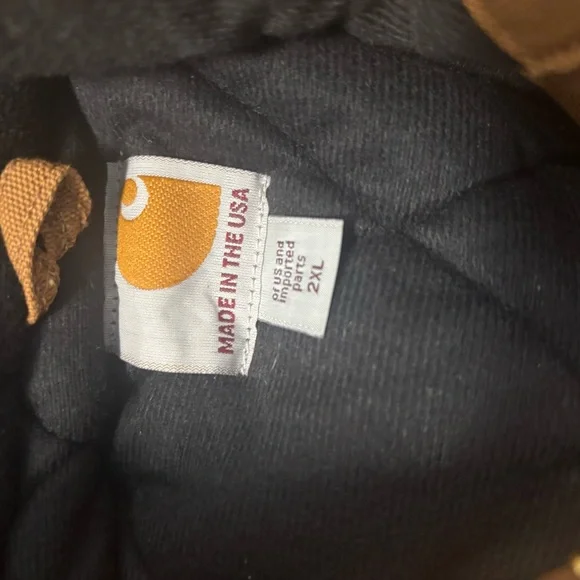 MADE IN THE USA
of us and
imported
parts
2XL